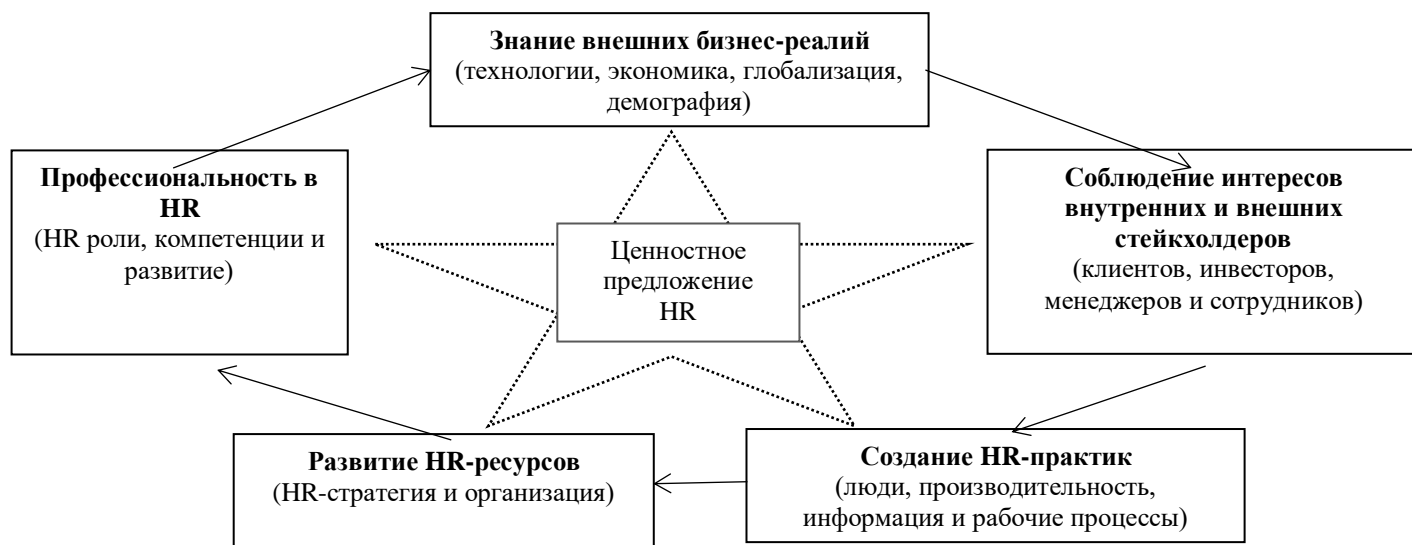 Знание внешних бизнес-реалий
(технологии, экономика, глобализация,
демография)
Профессиональность в
HR
(HR роли, компетенции и
развитие)
Соблюдение интересов
внутренних и внешних
стейкхолдеров
(клиентов, инвесторов,
менеджеров и сотрудников)
Ценностное
предложение
HR
Развитие HR-ресурсов
(HR-стратегия и организация)
Создание HR-практик
(люди, производительность,
информация и рабочие процессы)